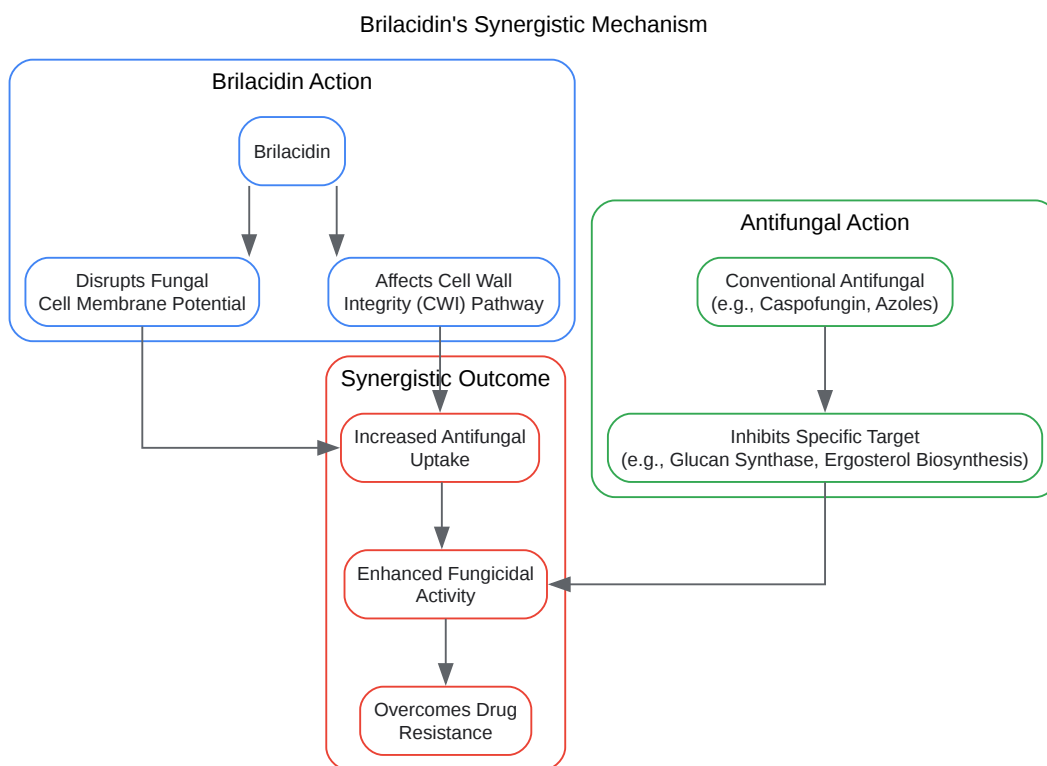 Brilacidin's Synergistic Mechanism
Brilacidin Action
Brilacidin
Disrupts Fungal
Cell Membrane Potential
Affects Cell Wall
Integrity (CWI) Pathway
Antifungal Action
Conventional Antifungal
(e.g., Caspofungin, Azoles)
Inhibits Specific Target
(e.g., Glucan Synthase, Ergosterol Biosynthesis)
Synergistic Outcome
Increased Antifungal
Uptake
Enhanced Fungicidal
Activity
Overcomes Drug
Resistance